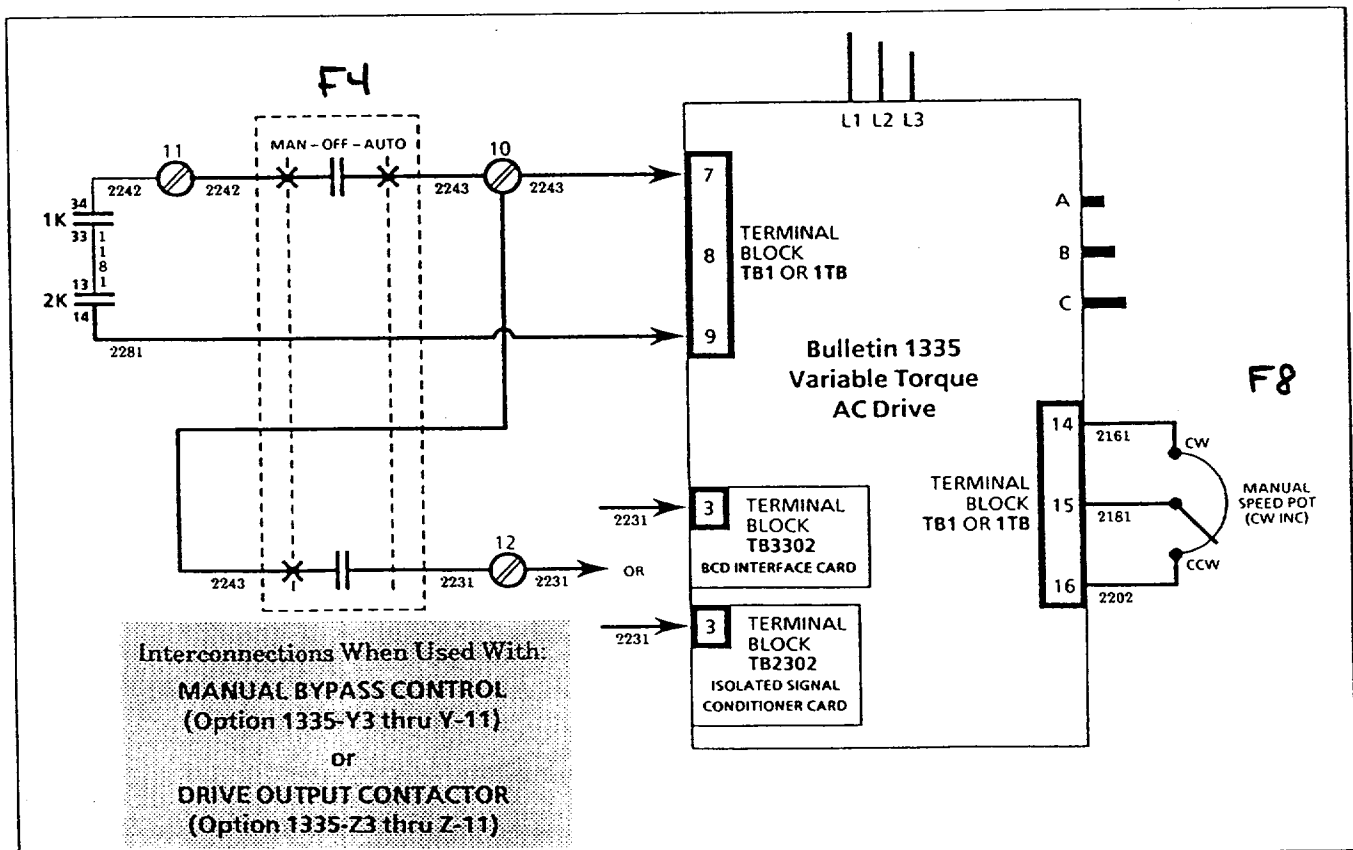 F4
L1 L2 L3
MAN – OFF – AUTO
11
10
2242
2242
2243
2243
7
34
1K
33
1181
13
2K
14
2281
8
TERMINAL
BLOCK
TB1 OR 1TB
9
A
B
C
Bulletin 1335
Variable Torque
AC Drive
F8
14
2161
CW
TERMINAL
BLOCK
TB1 OR 1TB
15
2181
MANUAL
SPEED POT
(CW INC)
16
2202
CCW
2231
3
TERMINAL
BLOCK
TB3302
BCD INTERFACE CARD
2243
2231
12
2231
OR
2231
3
TERMINAL
BLOCK
TB2302
ISOLATED SIGNAL
CONDITIONER CARD
Interconnections When Used With:
MANUAL BYPASS CONTROL
(Option 1335-Y3 thru Y-11)
or
DRIVE OUTPUT CONTACTOR
(Option 1335-Z3 thru Z-11)